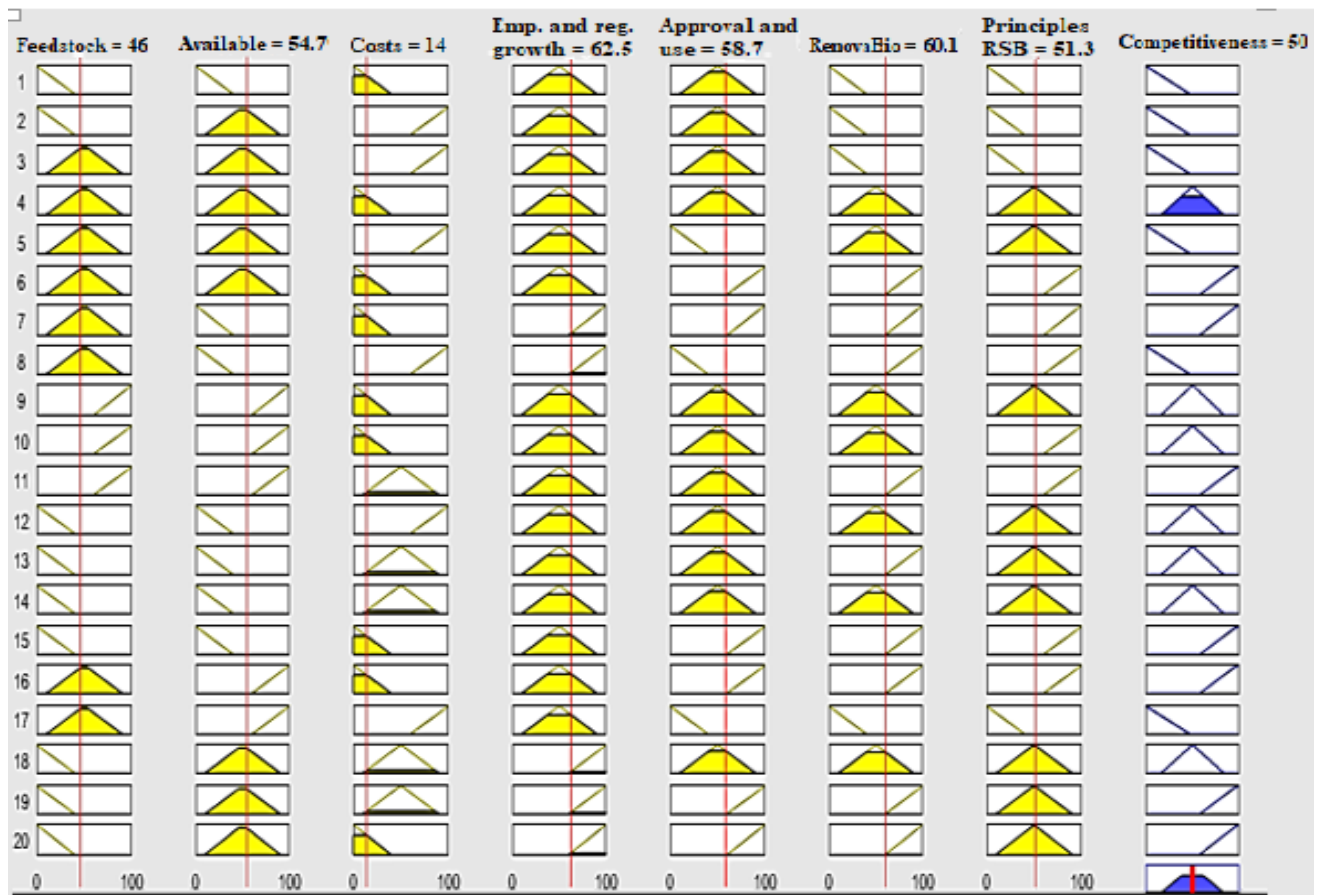 Feedstock = 46
Available = 54.7
Costs = 14
Imp. and reg.
growth = 62.5
Approval and
use = 58.7
RenovaBio = 60.1
Principles
RSB = 51.3
Competitiveness = 50
1
2
3
4
5
6
7
8
9
10
11
12
13
14
15
16
17
18
19
20
0 100 0 100 0 100 0 100 0 100 0 100 0 100